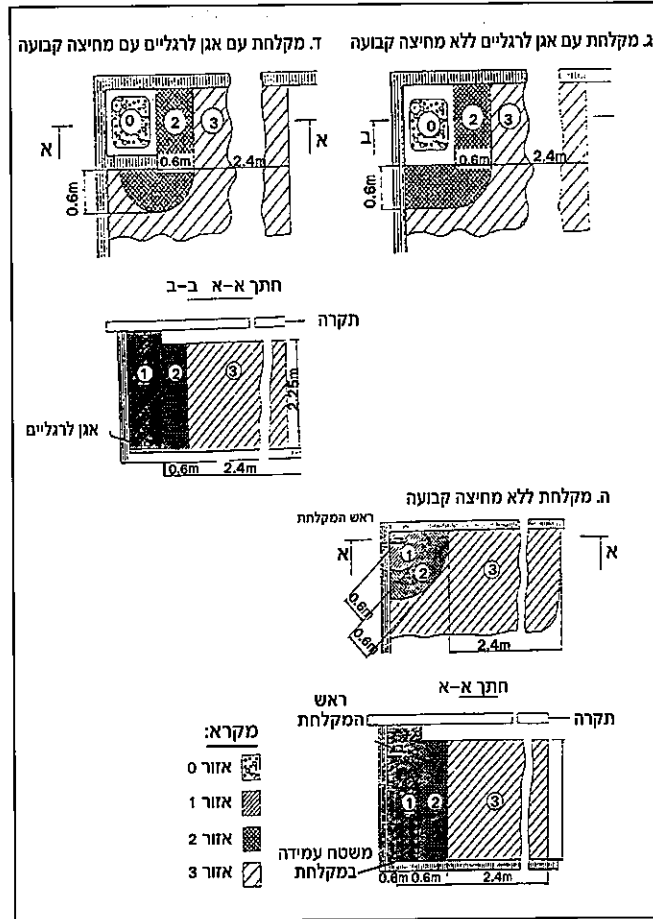 ג. מקלחת עם אגן לרגליים ללא מחיצה קבועה
ד. מקלחת עם אגן לרגליים עם מחיצה קבועה
0 2 3
ב
0.6m 2.4m
0.6m
0 2 3
א א
0.6m 2.4m
0.6m
חתך א-א ב-ב
תקרה
1 2 3
2.25m
אגן לרגליים
0.6m 2.4m
ה. מקלחת ללא מחיצה קבועה
ראש המקלחת
א א
1 2 3
0.6m
0.6m
2.4m
חתך א-א
ראש
המקלחת
תקרה
1 2 3
משטח עמידה
במקלחת
0.6m 0.6m 2.4m
מקרא:
אזור 0
אזור 1
אזור 2
אזור 3